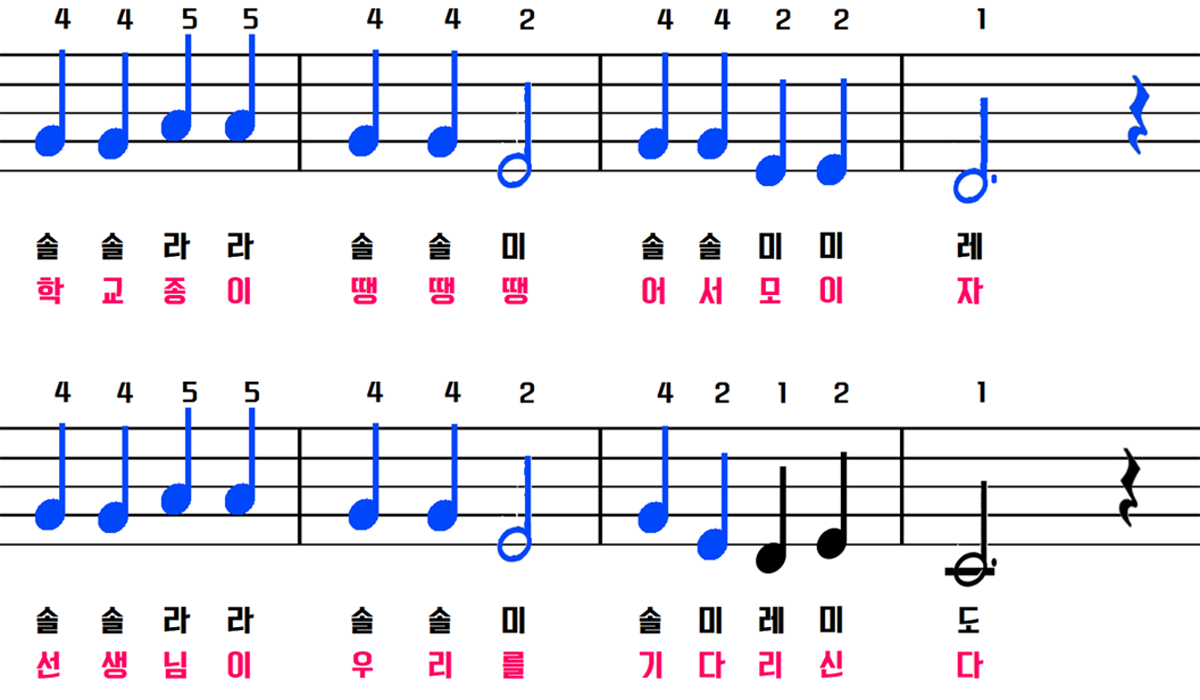 4 4 5 5 4 4 2 4 4 2 2 1
솔 솔 라 라 솔 솔 미 솔 솔 미 미 레
학 교 종 이 땡 땡 땡 어 서 모 이 자
4 4 5 5 4 4 2 4 2 1 2 1
솔 솔 라 라 솔 솔 미 솔 미 레 미 도
선 생 님 이 우 리 를 기 다 리 신 다